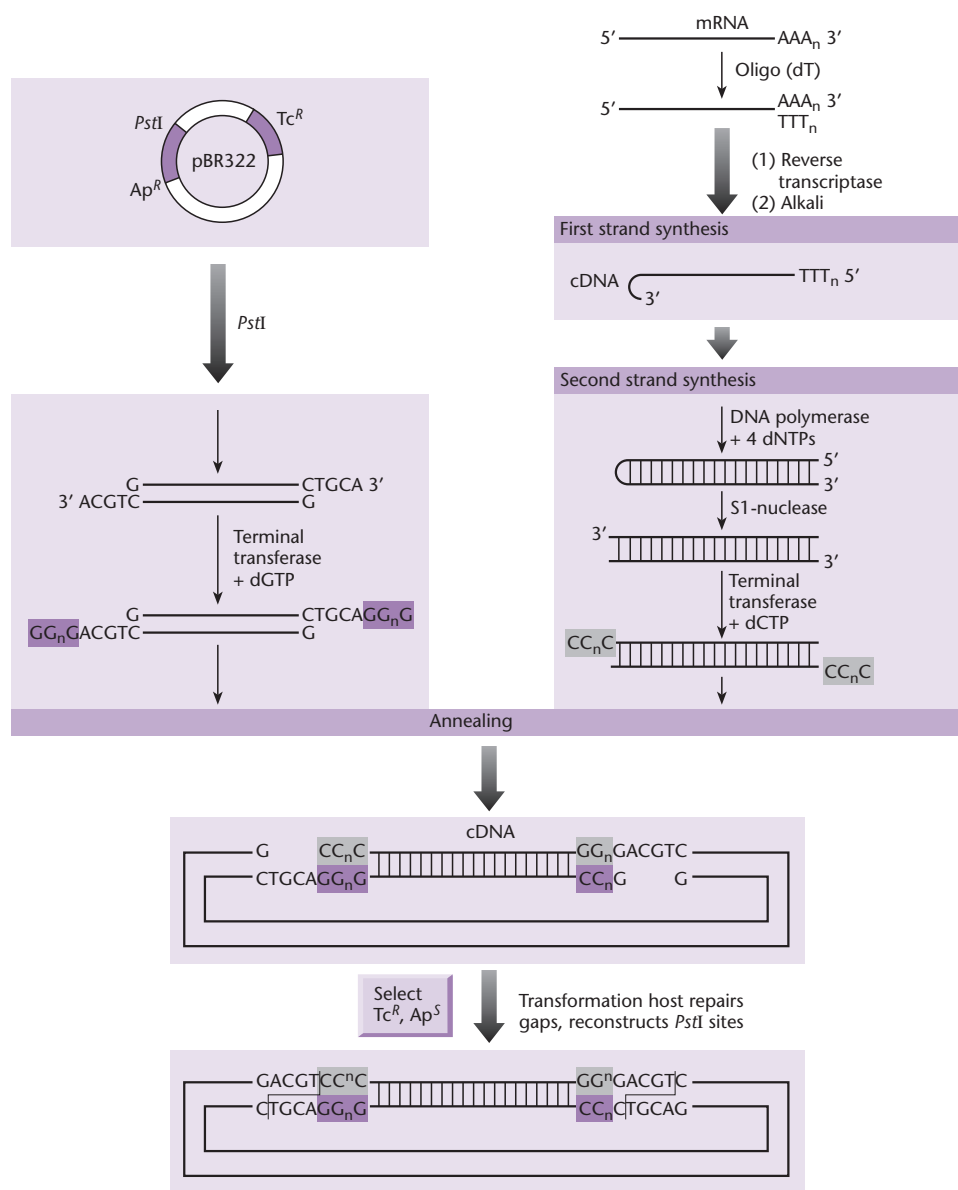 mRNA
5′ AAAn 3′
Oligo (dT)
5′ AAAn 3′
TTTn
(1) Reverse
transcriptase
(2) Alkali
First strand synthesis
cDNA TTTn 5′
3′
Second strand synthesis
DNA polymerase
+ 4 dNTPs
5′
3′
S1-nuclease
3′
3′
Terminal
transferase
+ dCTP
CCnC
CCnC
PstI TcR
pBR322
ApR
PstI
G CTGCA 3′
3′ ACGTC G
Terminal
transferase
+ dGTP
G CTGCAGGnG
GGnGACGTC G
Annealing
cDNA
G CCnC GGnGACGTC
CTGCAGGnG CCnG G
Select
TcR, ApS
Transformation host repairs
gaps, reconstructs PstI sites
GACGTCCnC GGnGACGTC
CTGCAGGnG CCnCTGCAG